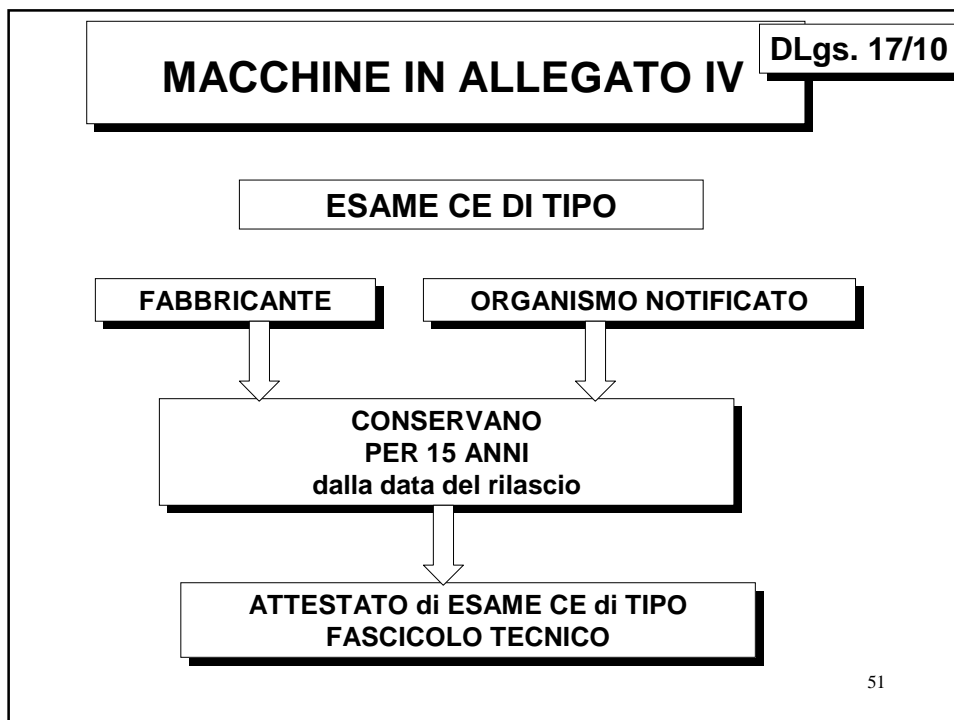 DLgs. 17/10
MACCHINE IN ALLEGATO IV
ESAME CE DI TIPO
FABBRICANTE
ORGANISMO NOTIFICATO
CONSERVANO
PER 15 ANNI
dalla data del rilascio
ATTESTATO di ESAME CE di TIPO
FASCICOLO TECNICO
51